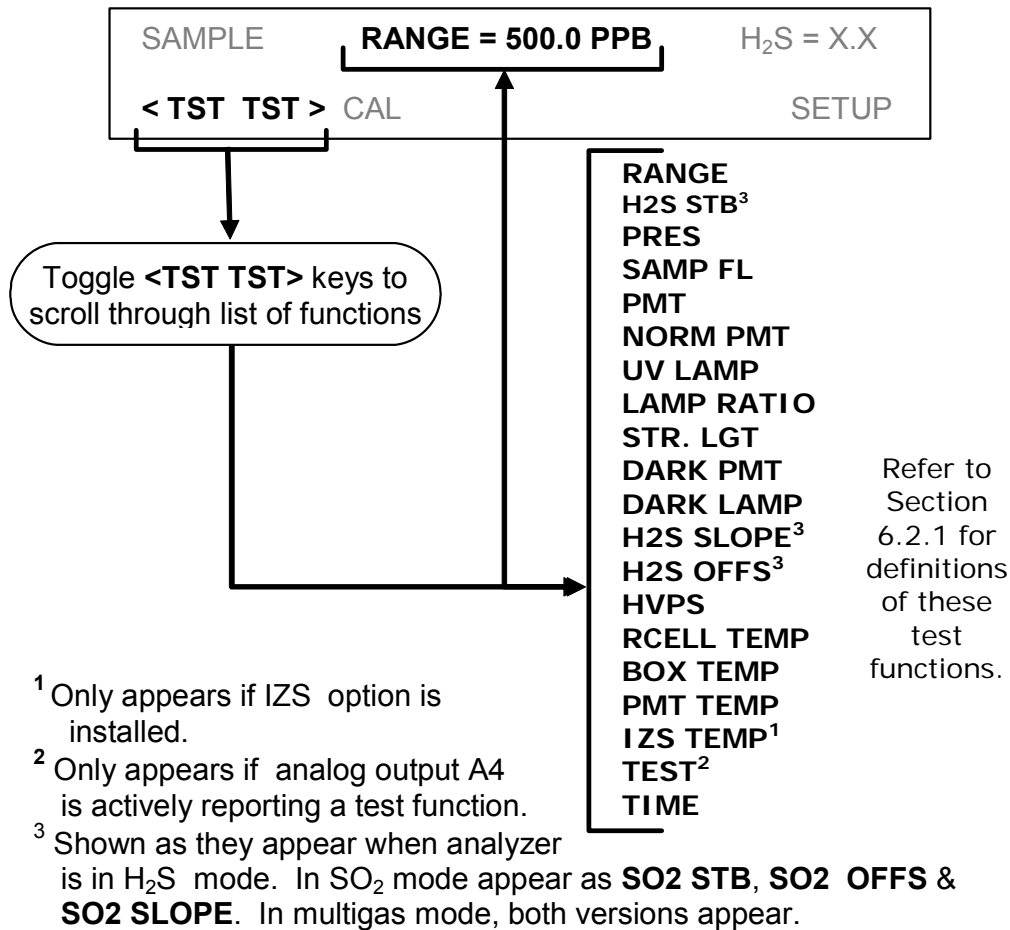 SAMPLE RANGE = 500.0 PPB H₂S = X.X
< TST TST > CAL SETUP
Toggle <TST TST> keys to
scroll through list of functions
RANGE
H2S STB³
PRES
SAMP FL
PMT
NORM PMT
UV LAMP
LAMP RATIO
STR. LGT
DARK PMT
DARK LAMP
H2S SLOPE³
H2S OFFS³
HVPS
RCELL TEMP
BOX TEMP
PMT TEMP
IZS TEMP¹
TEST²
TIME
Refer to
Section
6.2.1 for
definitions
of these
test
functions.
¹ Only appears if IZS option is
installed.
² Only appears if analog output A4
is actively reporting a test function.
³ Shown as they appear when analyzer
is in H₂S mode. In SO₂ mode appear as SO2 STB, SO2 OFFS &
SO2 SLOPE. In multigas mode, both versions appear.